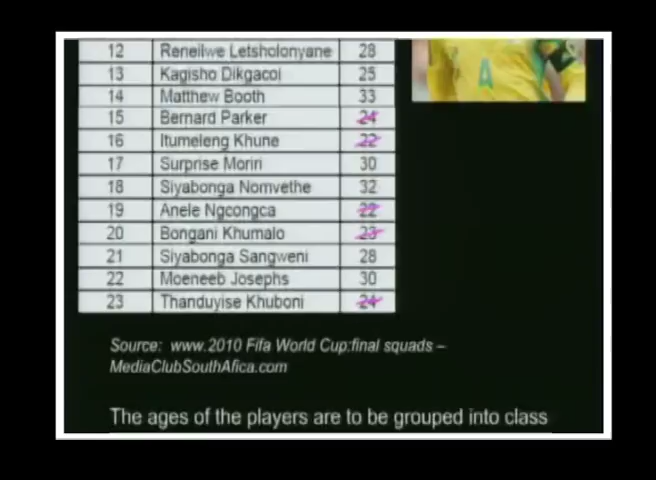 12 Reneilwe Letsholonyane 28
13 Kagisho Dikgacoi 25
14 Matthew Booth 33
15 Bernard Parker 24
16 Itumeleng Khune 22
17 Surprise Moriri 30
18 Siyabonga Nomvethe 32
19 Anele Ngcongca 22
20 Bongani Khumalo 23
21 Siyabonga Sangweni 28
22 Moeneeb Josephs 30
23 Thanduyise Khuboni 24
Source: www.2010 Fifa World Cup:final squads –
MediaClubSouthAfica.com
The ages of the players are to be grouped into class